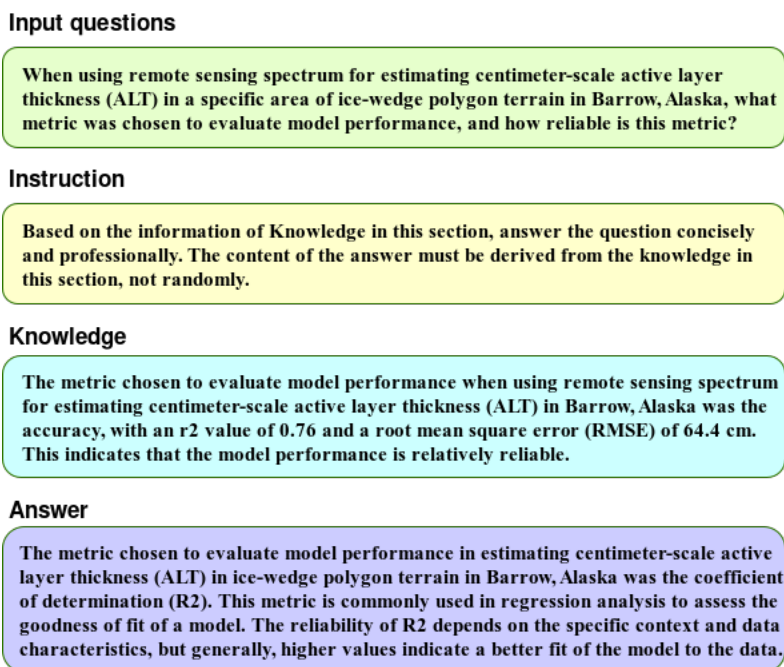 Input questions
When using remote sensing spectrum for estimating centimeter-scale active layer
thickness (ALT) in a specific area of ice-wedge polygon terrain in Barrow, Alaska, what
metric was chosen to evaluate model performance, and how reliable is this metric?
Instruction
Based on the information of Knowledge in this section, answer the question concisely
and professionally. The content of the answer must be derived from the knowledge in
this section, not randomly.
Knowledge
The metric chosen to evaluate model performance when using remote sensing spectrum
for estimating centimeter-scale active layer thickness (ALT) in Barrow, Alaska was the
accuracy, with an r2 value of 0.76 and a root mean square error (RMSE) of 64.4 cm.
This indicates that the model performance is relatively reliable.
Answer
The metric chosen to evaluate model performance in estimating centimeter-scale active
layer thickness (ALT) in ice-wedge polygon terrain in Barrow, Alaska was the coefficient
of determination (R2). This metric is commonly used in regression analysis to assess the
goodness of fit of a model. The reliability of R2 depends on the specific context and data
characteristics, but generally, higher values indicate a better fit of the model to the data.